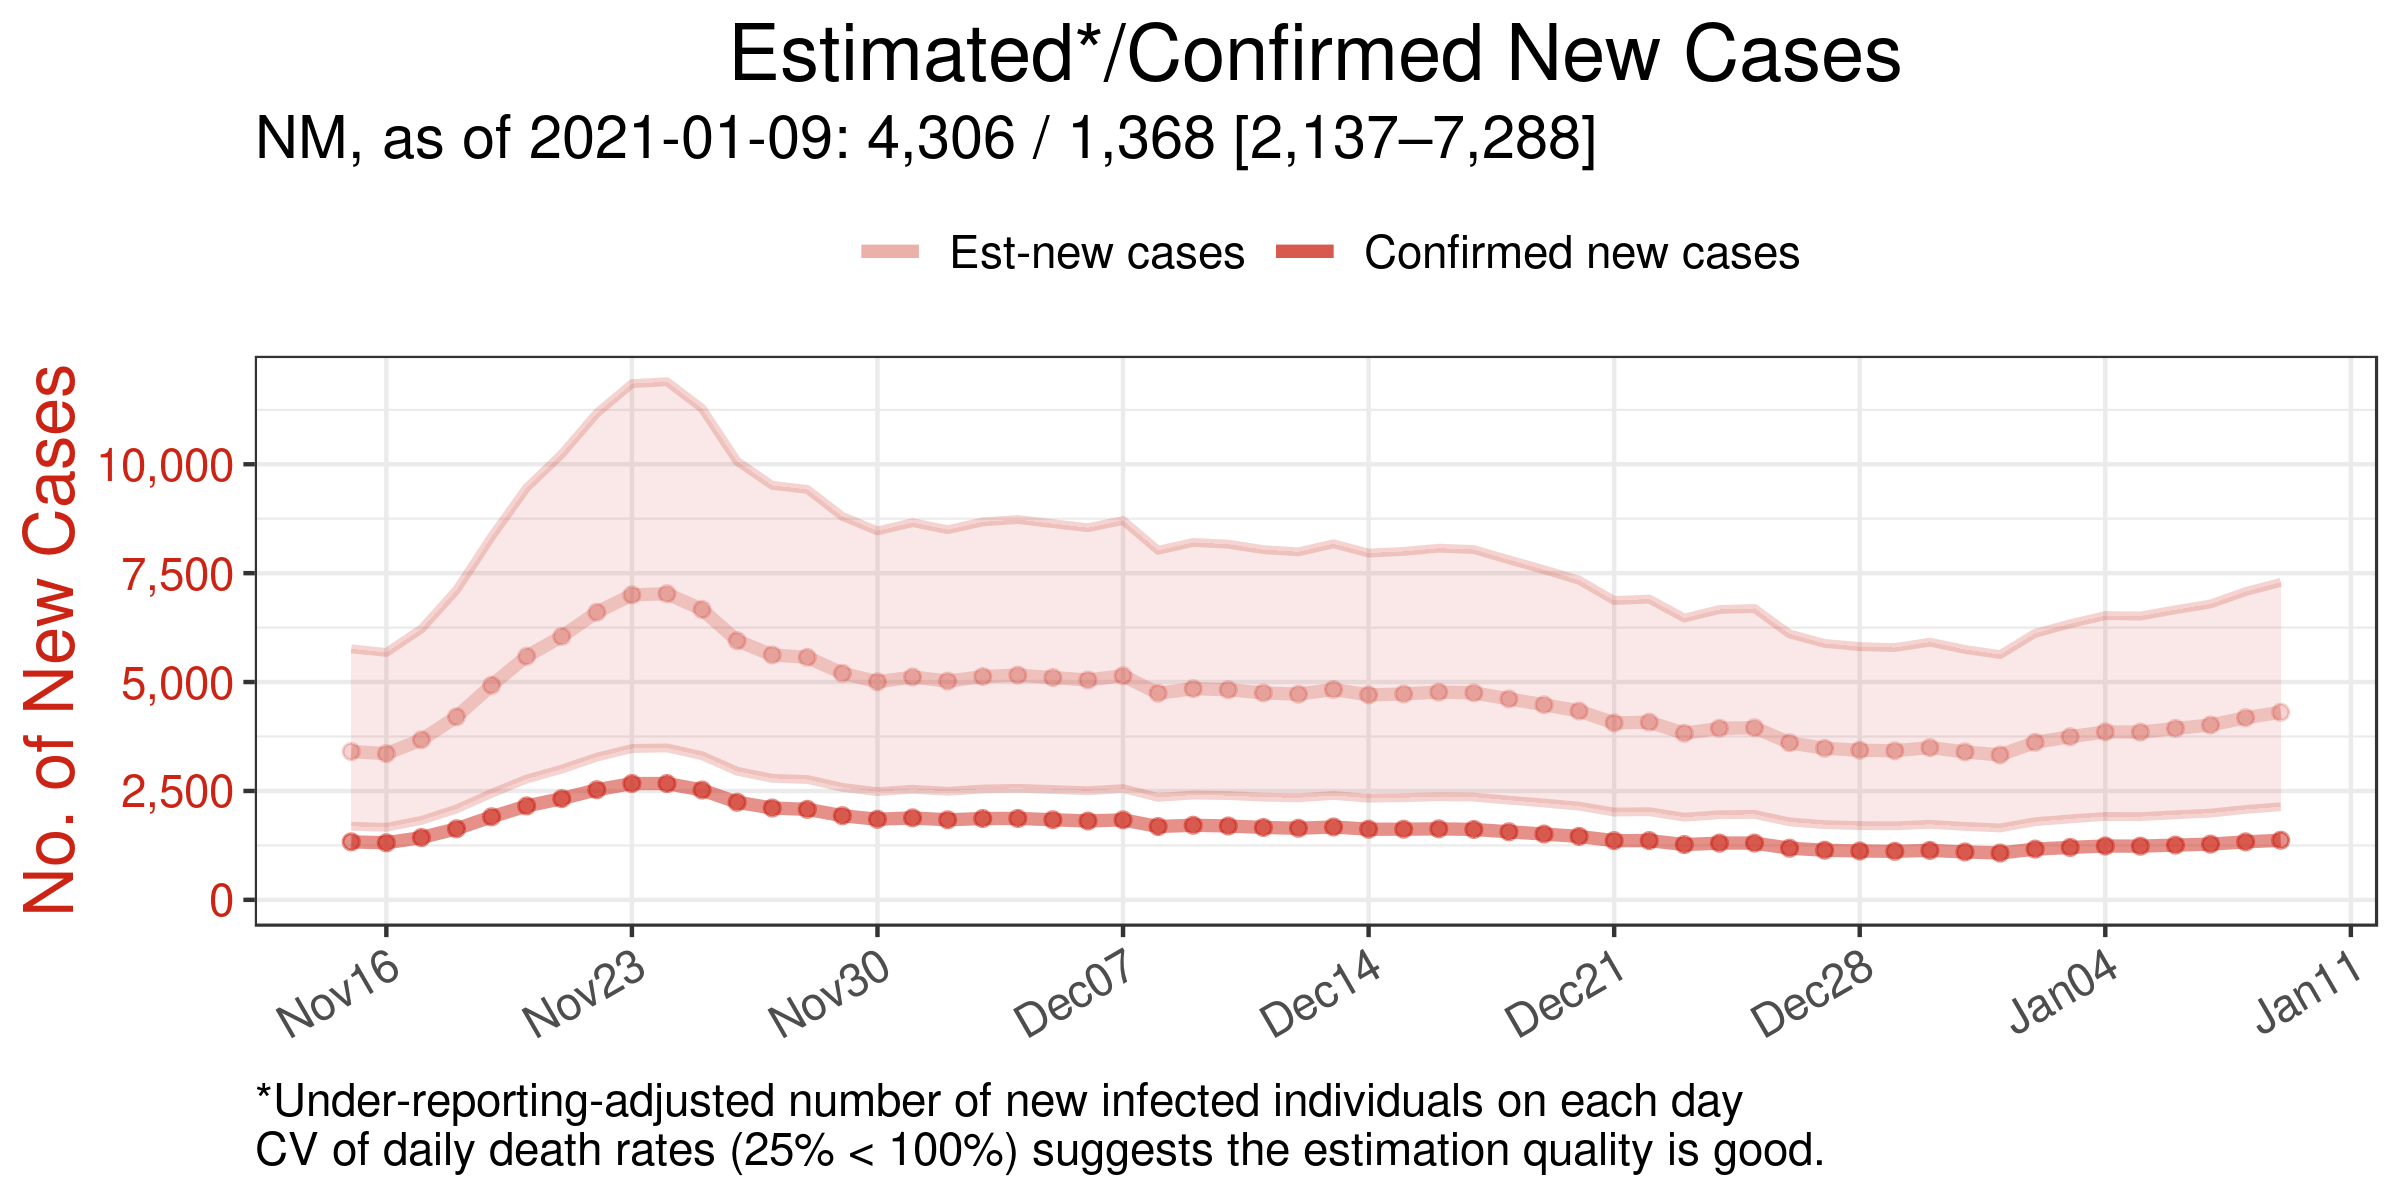 Estimated*/Confirmed New Cases
NM, as of 2021-01-09: 4,306 / 1,368 [2,137–7,288]
Est-new cases
Confirmed new cases
No. of New Cases
10,000
7,500
5,000
2,500
0
Nov16
Nov23
Nov30
Dec07
Dec14
Dec21
Dec28
Jan04
Jan11
*Under-reporting-adjusted number of new infected individuals on each day
CV of daily death rates (25% < 100%) suggests the estimation quality is good.